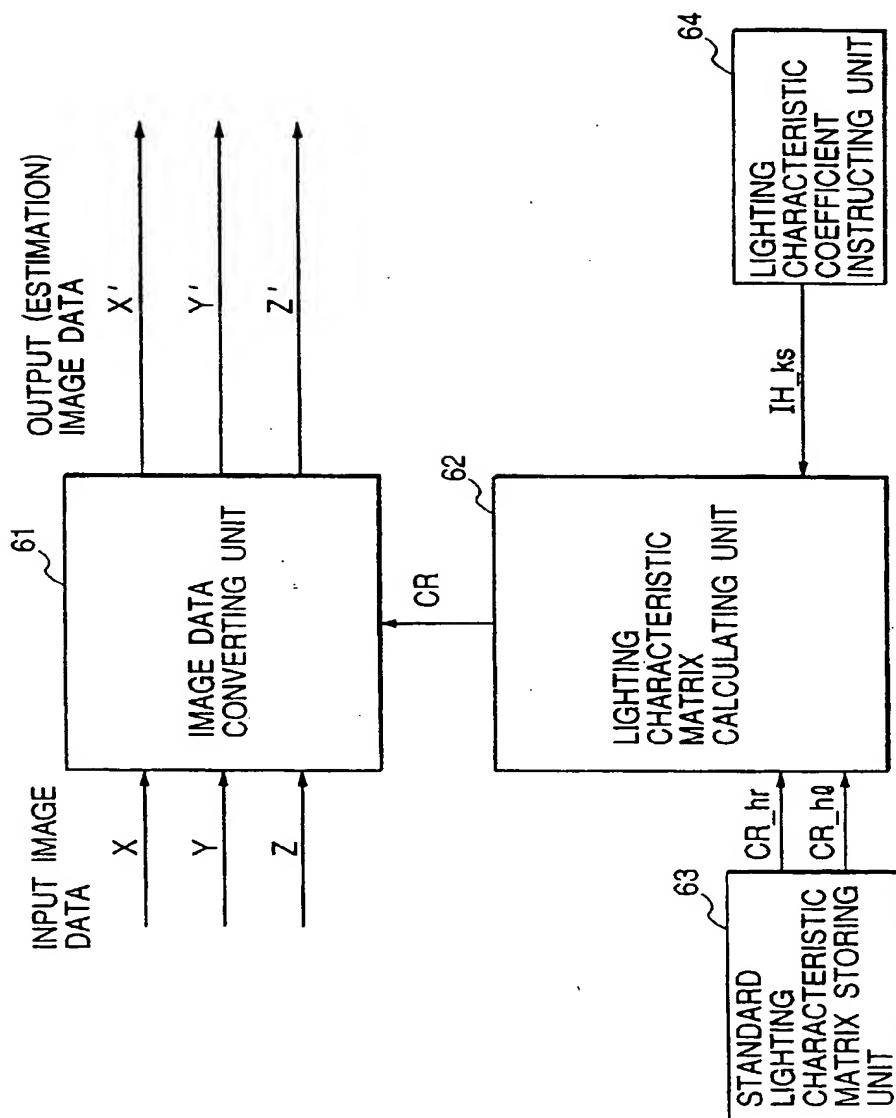 INPUT IMAGE
DATA
X
Y
Z
61
IMAGE DATA
CONVERTING UNIT
OUTPUT (ESTIMATION)
IMAGE DATA
X'
Y'
Z'
CR
62
LIGHTING
CHARACTERISTIC
MATRIX
CALCULATING UNIT
63
STANDARD
LIGHTING
CHARACTERISTIC
MATRIX STORING
UNIT
CR_hr
CR_hℓ
IH_ks
64
LIGHTING
CHARACTERISTIC
COEFFICIENT
INSTRUCTING UNIT